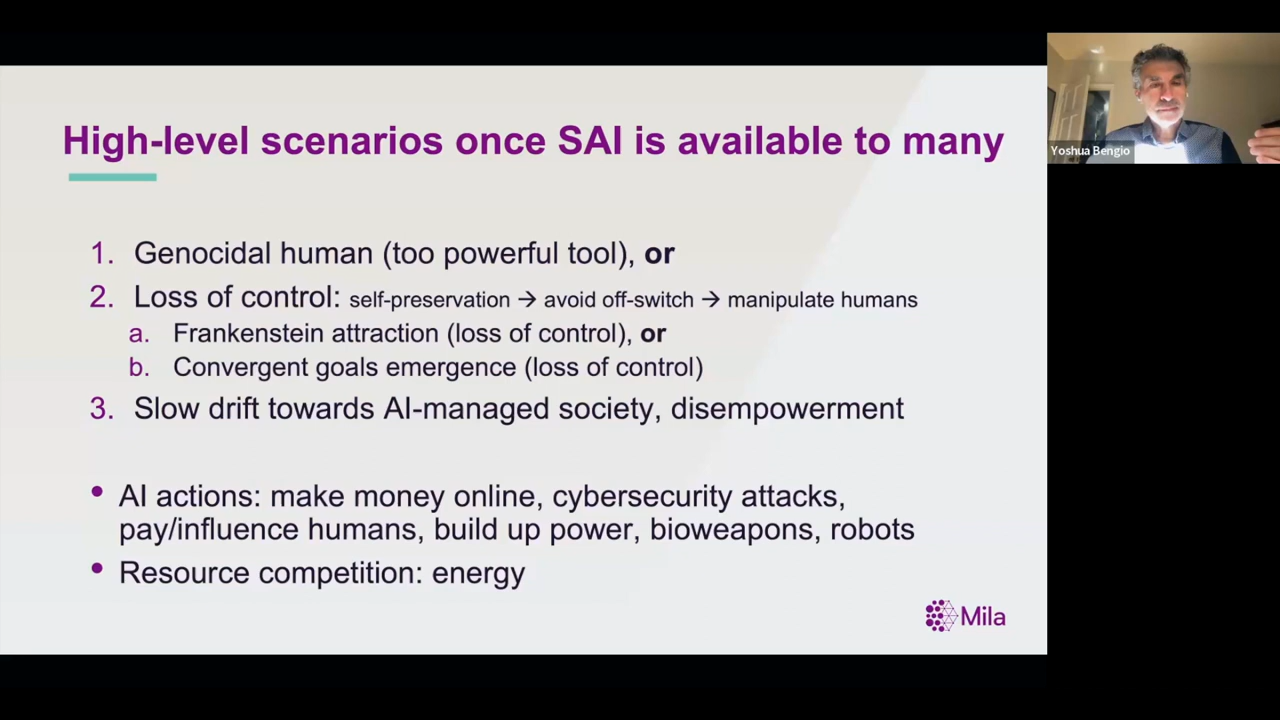 High-level scenarios once SAI is available to many
Yoshua Bengio
1. Genocidal human (too powerful tool), or
2. Loss of control: self-preservation → avoid off-switch → manipulate humans
a. Frankenstein attraction (loss of control), or
b. Convergent goals emergence (loss of control)
3. Slow drift towards AI-managed society, disempowerment
• AI actions: make money online, cybersecurity attacks,
pay/influence humans, build up power, bioweapons, robots
• Resource competition: energy
Mila